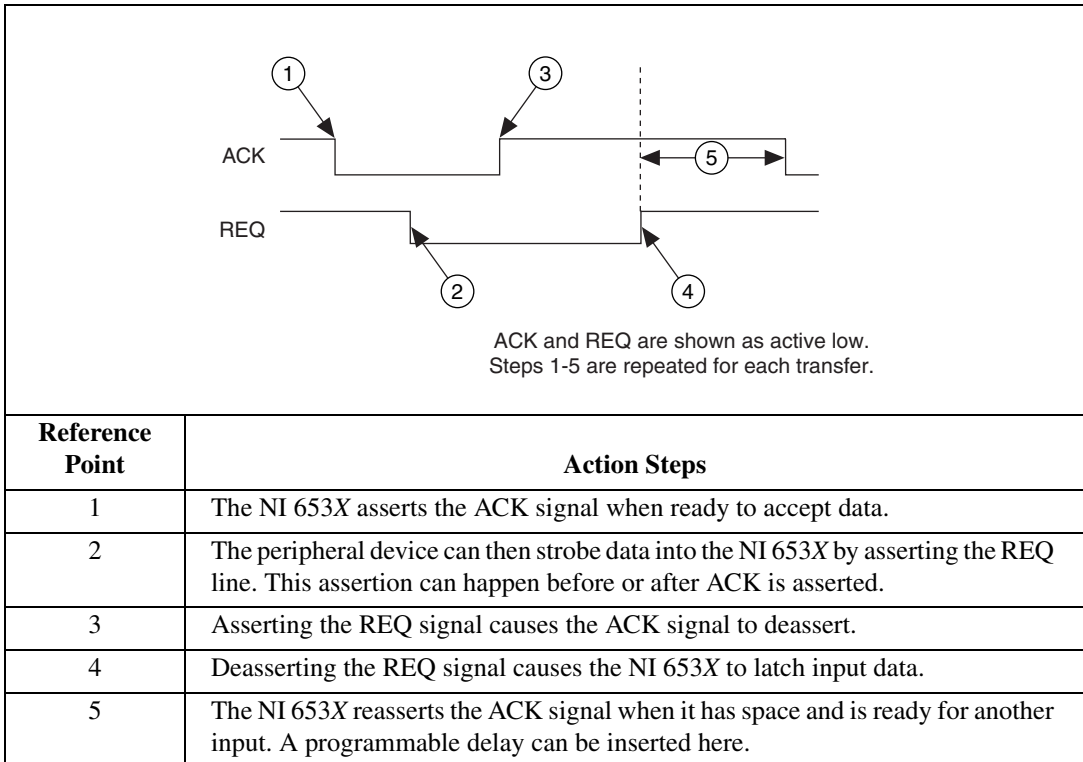 1
3
ACK
5
REQ
2
4
ACK and REQ are shown as active low.
Steps 1-5 are repeated for each transfer.
Reference
Point
Action Steps
1
The NI 653X asserts the ACK signal when ready to accept data.
2
The peripheral device can then strobe data into the NI 653X by asserting the REQ
line. This assertion can happen before or after ACK is asserted.
3
Asserting the REQ signal causes the ACK signal to deassert.
4
Deasserting the REQ signal causes the NI 653X to latch input data.
5
The NI 653X reasserts the ACK signal when it has space and is ready for another
input. A programmable delay can be inserted here.